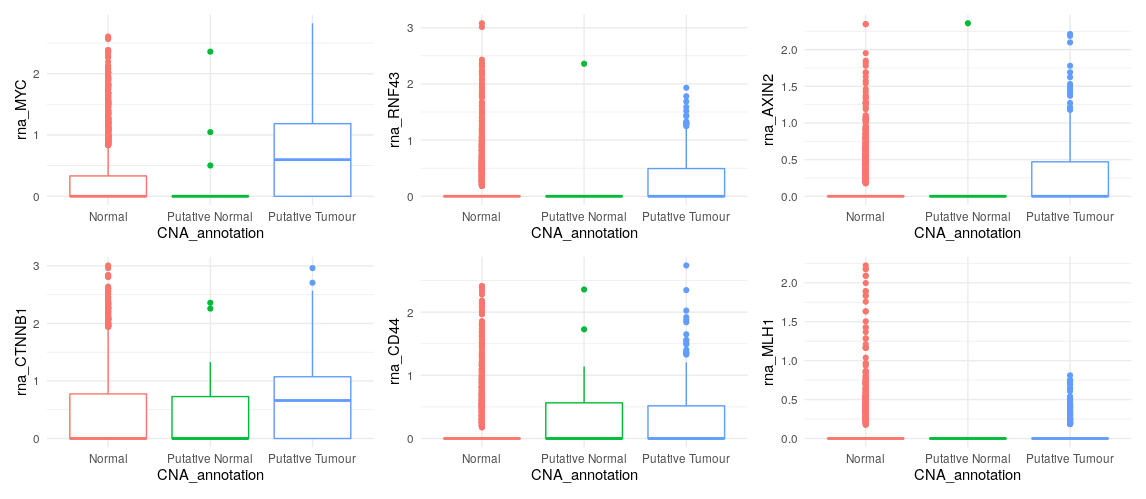 rna_MYC
2
1
0
Normal Putative Normal Putative Tumour
CNA_annotation
rna_RNF43
3
2
1
0
Normal Putative Normal Putative Tumour
CNA_annotation
rna_AXIN2
2.0
1.5
1.0
0.5
0.0
Normal Putative Normal Putative Tumour
CNA_annotation
rna_CTNNB1
3
2
1
0
Normal Putative Normal Putative Tumour
CNA_annotation
rna_CD44
2
1
0
Normal Putative Normal Putative Tumour
CNA_annotation
rna_MLH1
2.0
1.5
1.0
0.5
0.0
Normal Putative Normal Putative Tumour
CNA_annotation